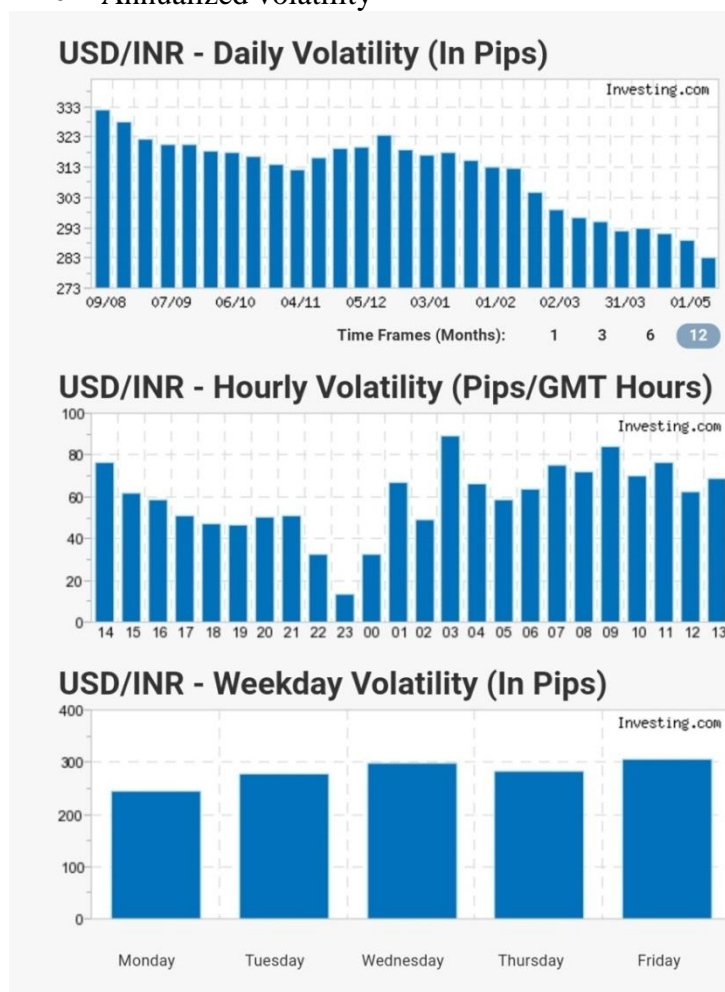 Annualized Volatility
USD/INR - Daily Volatility (In Pips)
Investing.com
333
323
313
303
293
283
273
09/08 07/09 06/10 04/11 05/12 03/01 01/02 02/03 31/03 01/05
Time Frames (Months): 1 3 6 12
USD/INR - Hourly Volatility (Pips/GMT Hours)
100
Investing.com
80
60
40
20
0
14 15 16 17 18 19 20 21 22 23 00 01 02 03 04 05 06 07 08 09 10 11 12 13
USD/INR - Weekday Volatility (In Pips)
400
Investing.com
300
200
100
0
Monday Tuesday Wednesday Thursday Friday